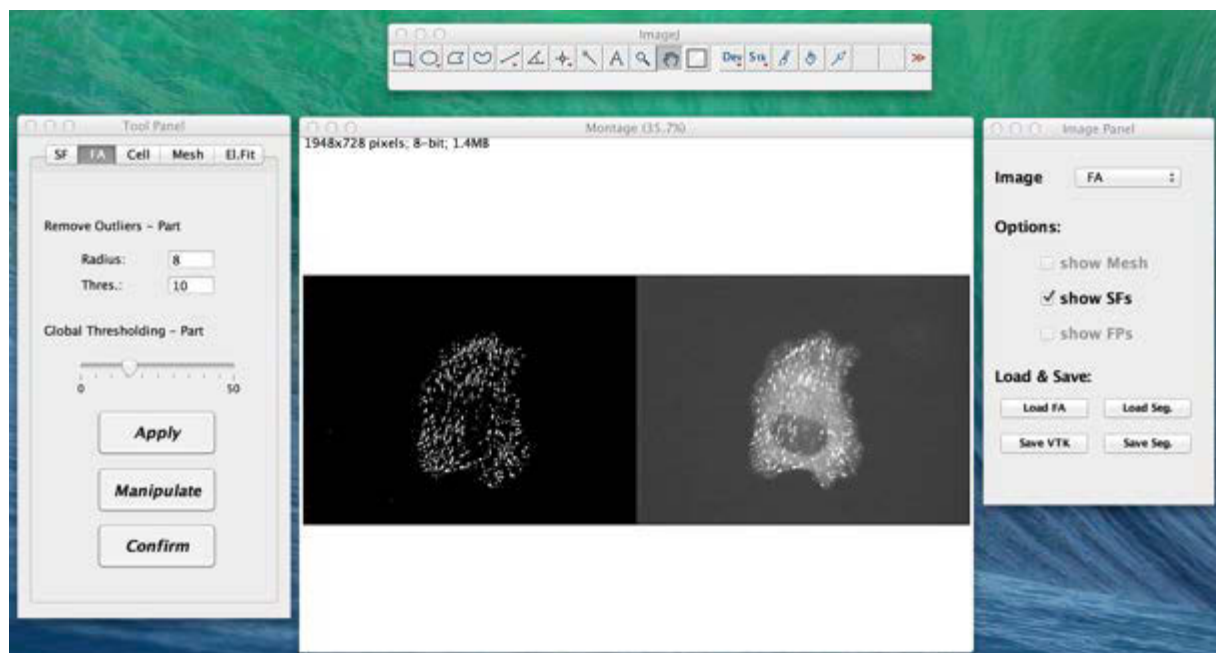 ImageJ
A
Dev Stk
Tool Panel
SF FA Cell Mesh El.Fit
Remove Outliers - Part
Radius: 8
Thres.: 10
Global Thresholding - Part
0 50
Apply
Manipulate
Confirm
Montage (35.7%)
1948x728 pixels; 8-bit; 1.4MB
Image Panel
Image FA
Options:
show Mesh
show SFs
show FPs
Load & Save:
Load FA Load Seg.
Save VTK Save Seg.